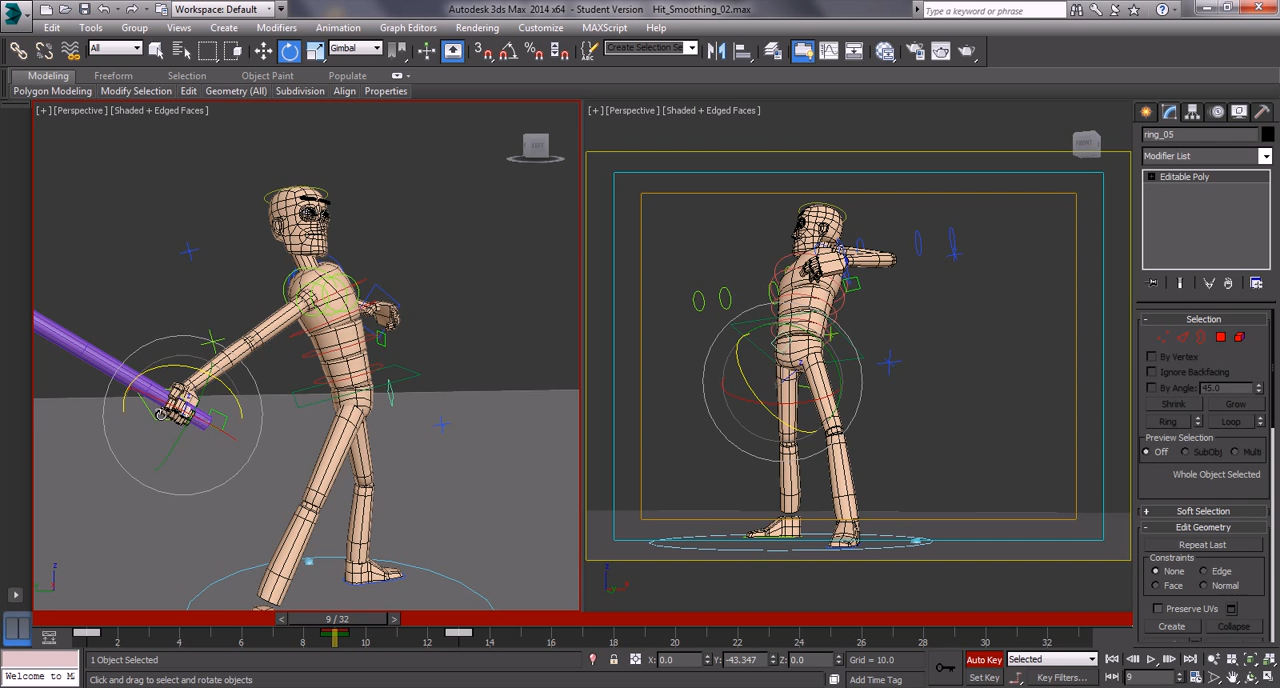 Workspace: Default
Autodesk 3ds Max 2014 x64 - Student Version Hit_Smoothing_02.max
Type a keyword or phrase
Edit Tools Group Views Create Modifiers Animation Graph Editors Rendering Customize MAXScript Help
All Gimbal Create Selection Se
Modeling Freeform Selection Object Paint Populate
Polygon Modeling Modify Selection Edit Geometry (All) Subdivision Align Properties
[+] [Perspective] [Shaded + Edged Faces]
[+] [Perspective] [Shaded + Edged Faces]
LEFT
FRONT
ring_05
Modifier List
Editable Poly
- Selection
By Vertex
Ignore Backfacing
By Angle: 45.0
Shrink Grow
Ring Loop
Preview Selection
Off SubObj Multi
Whole Object Selected
+ Soft Selection
- Edit Geometry
Repeat Last
Constraints
None Edge
Face Normal
Preserve UVs
Create Collapse
z
z
< 9 / 32 >
2 4 6 8 10 12 14 16 18 20 22 24 26 28 30 32
1 Object Selected X: 0.0 Y: -43.347 Z: 0.0 Grid = 10.0 Auto Key Selected
Welcome to M Click and drag to select and rotate objects Add Time Tag Set Key Key Filters... 9